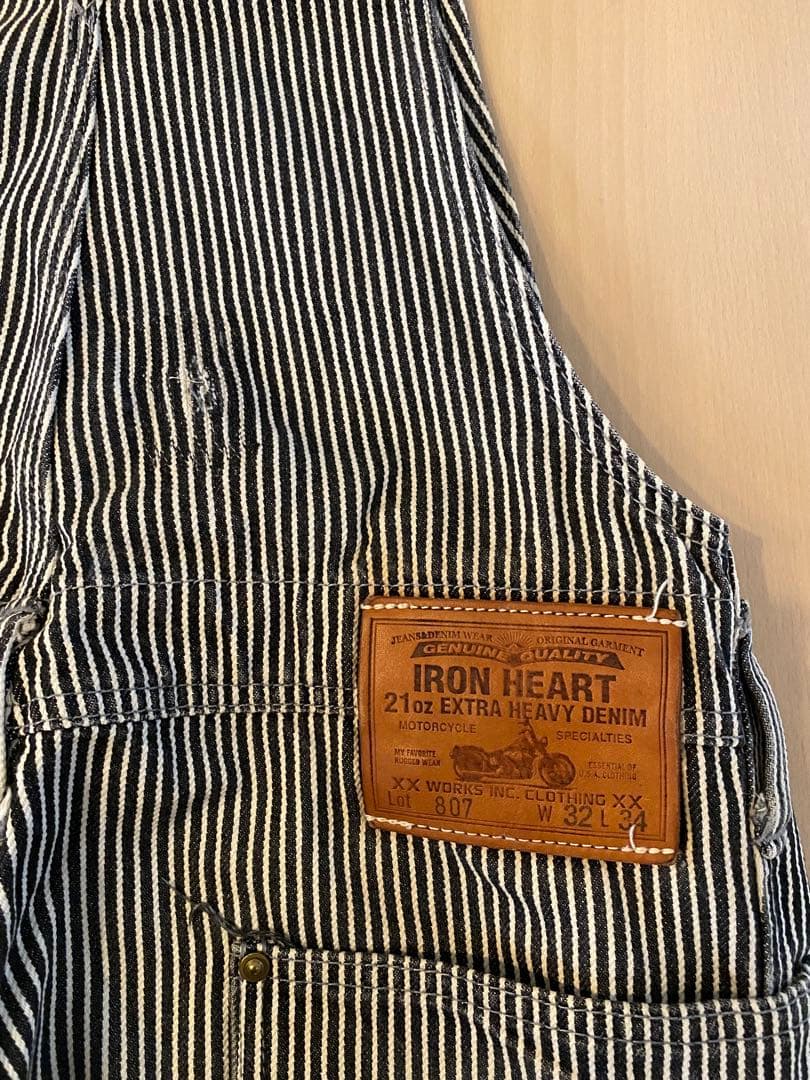 JEANS&DENIM WEAR ORIGINAL GARMENT
GENUINE QUALITY
IRON HEART
21oz EXTRA HEAVY DENIM
MOTORCYCLE SPECIALTIES
MY FAVORITE
RUGGED WEAR
ESSENTIAL OF
U.S.A. CLOTHING
XX WORKS INC. CLOTHING XX
Lot 807 W 32 L 34